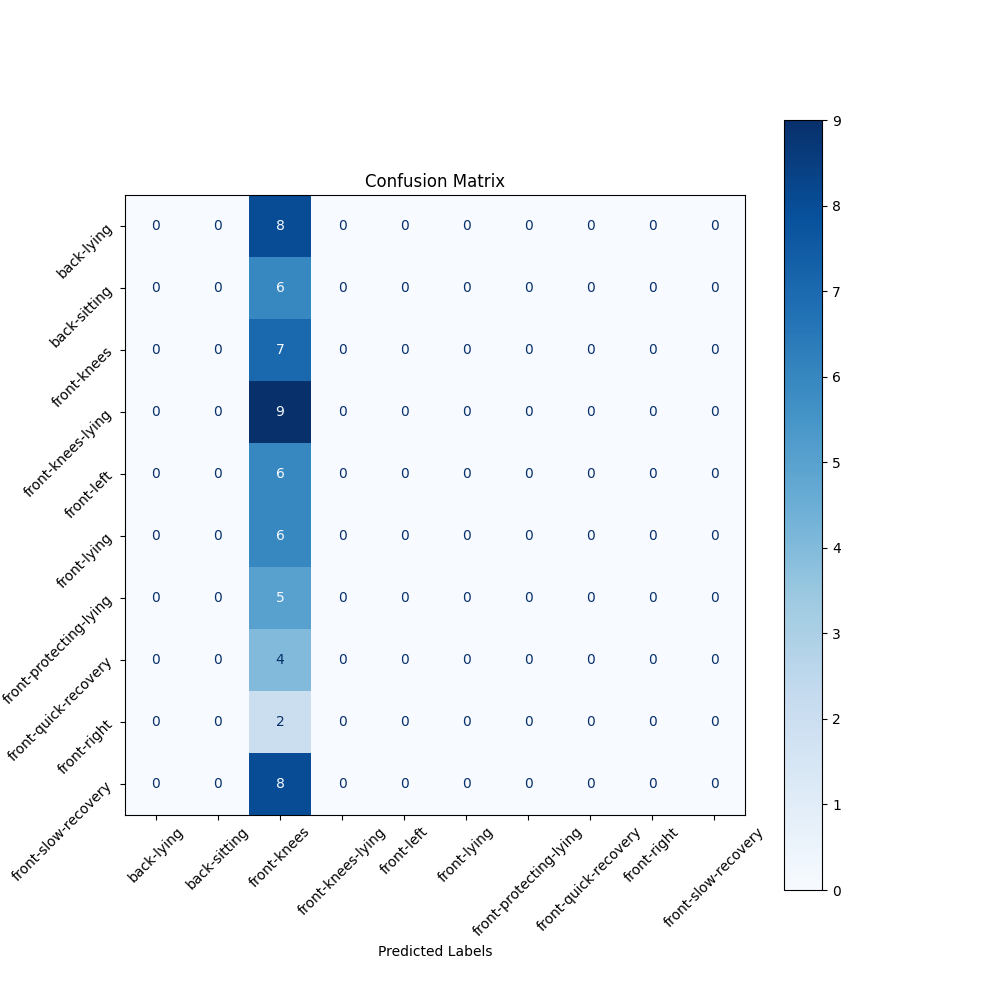 Confusion Matrix
back-lying 0 0 8 0 0 0 0 0 0 0
back-sitting 0 0 6 0 0 0 0 0 0 0
front-knees 0 0 7 0 0 0 0 0 0 0
front-knees-lying 0 0 9 0 0 0 0 0 0 0
front-left 0 0 6 0 0 0 0 0 0 0
front-lying 0 0 6 0 0 0 0 0 0 0
front-protecting-lying 0 0 5 0 0 0 0 0 0 0
front-quick-recovery 0 0 4 0 0 0 0 0 0 0
front-right 0 0 2 0 0 0 0 0 0 0
front-slow-recovery 0 0 8 0 0 0 0 0 0 0
back-lying
back-sitting
front-knees
front-knees-lying
front-left
front-lying
front-protecting-lying
front-quick-recovery
front-right
front-slow-recovery
Predicted Labels
9
8
7
6
5
4
3
2
1
0